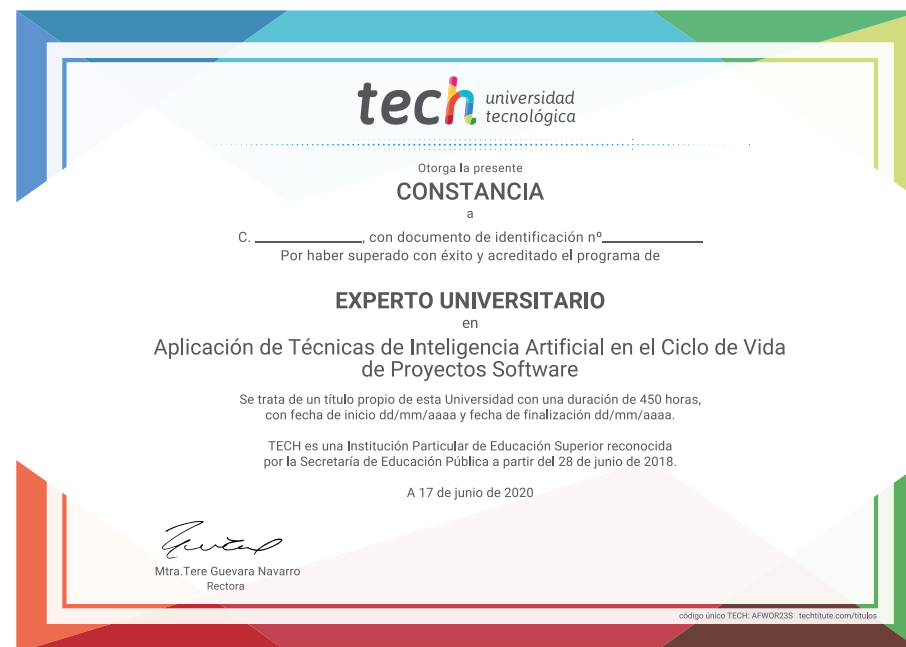 tech universidad
tecnológica
Otorga la presente
CONSTANCIA
a
C. ____________, con documento de identificación nº____________
Por haber superado con éxito y acreditado el programa de
EXPERTO UNIVERSITARIO
en
Aplicación de Técnicas de Inteligencia Artificial en el Ciclo de Vida
de Proyectos Software
Se trata de un título propio de esta Universidad con una duración de 450 horas,
con fecha de inicio dd/mm/aaaa y fecha de finalización dd/mm/aaaa.
TECH es una Institución Particular de Educación Superior reconocida
por la Secretaría de Educación Pública a partir del 28 de junio de 2018.
A 17 de junio de 2020
Mtra.Tere Guevara Navarro
Rectora
código único TECH: AFWOR23S techtitute.com/titulos